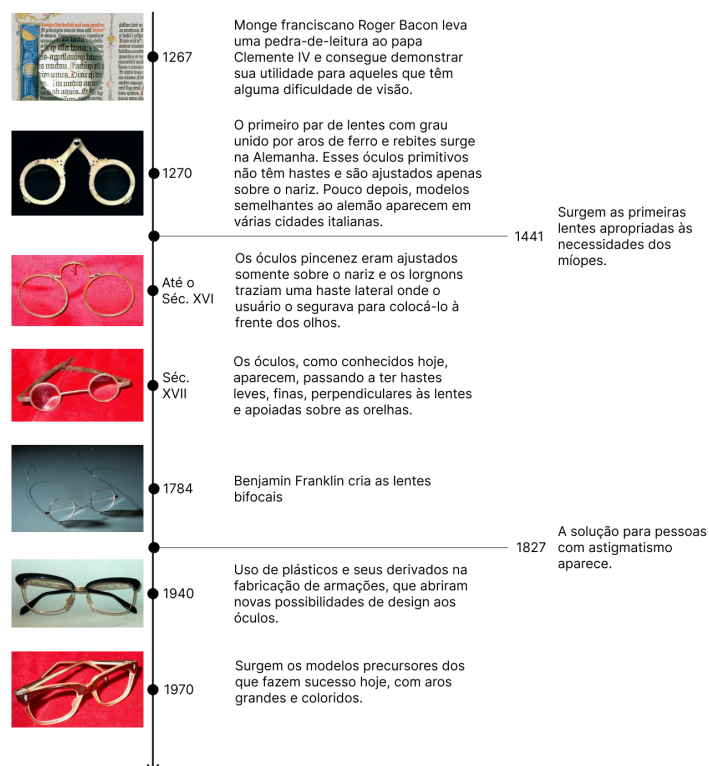 1267
Monge franciscano Roger Bacon leva
uma pedra-de-leitura ao papa
Clemente IV e consegue demonstrar
sua utilidade para aqueles que têm
alguma dificuldade de visão.
1270
O primeiro par de lentes com grau
unido por aros de ferro e rebites surge
na Alemanha. Esses óculos primitivos
não têm hastes e são ajustados apenas
sobre o nariz. Pouco depois, modelos
semelhantes ao alemão aparecem em
várias cidades italianas.
1441
Surgem as primeiras
lentes apropriadas às
necessidades dos
míopes.
Até o
Séc. XVI
Os óculos pincenez eram ajustados
somente sobre o nariz e os lorgnons
traziam uma haste lateral onde o
usuário o segurava para colocá-lo à
frente dos olhos.
Séc.
XVII
Os óculos, como conhecidos hoje,
aparecem, passando a ter hastes
leves, finas, perpendiculares às lentes
e apoiadas sobre as orelhas.
1784
Benjamin Franklin cria as lentes
bifocais
1827
A solução para pessoas
com astigmatismo
aparece.
1940
Uso de plásticos e seus derivados na
fabricação de armações, que abriram
novas possibilidades de design aos
óculos.
1970
Surgem os modelos precursores dos
que fazem sucesso hoje, com aros
grandes e coloridos.